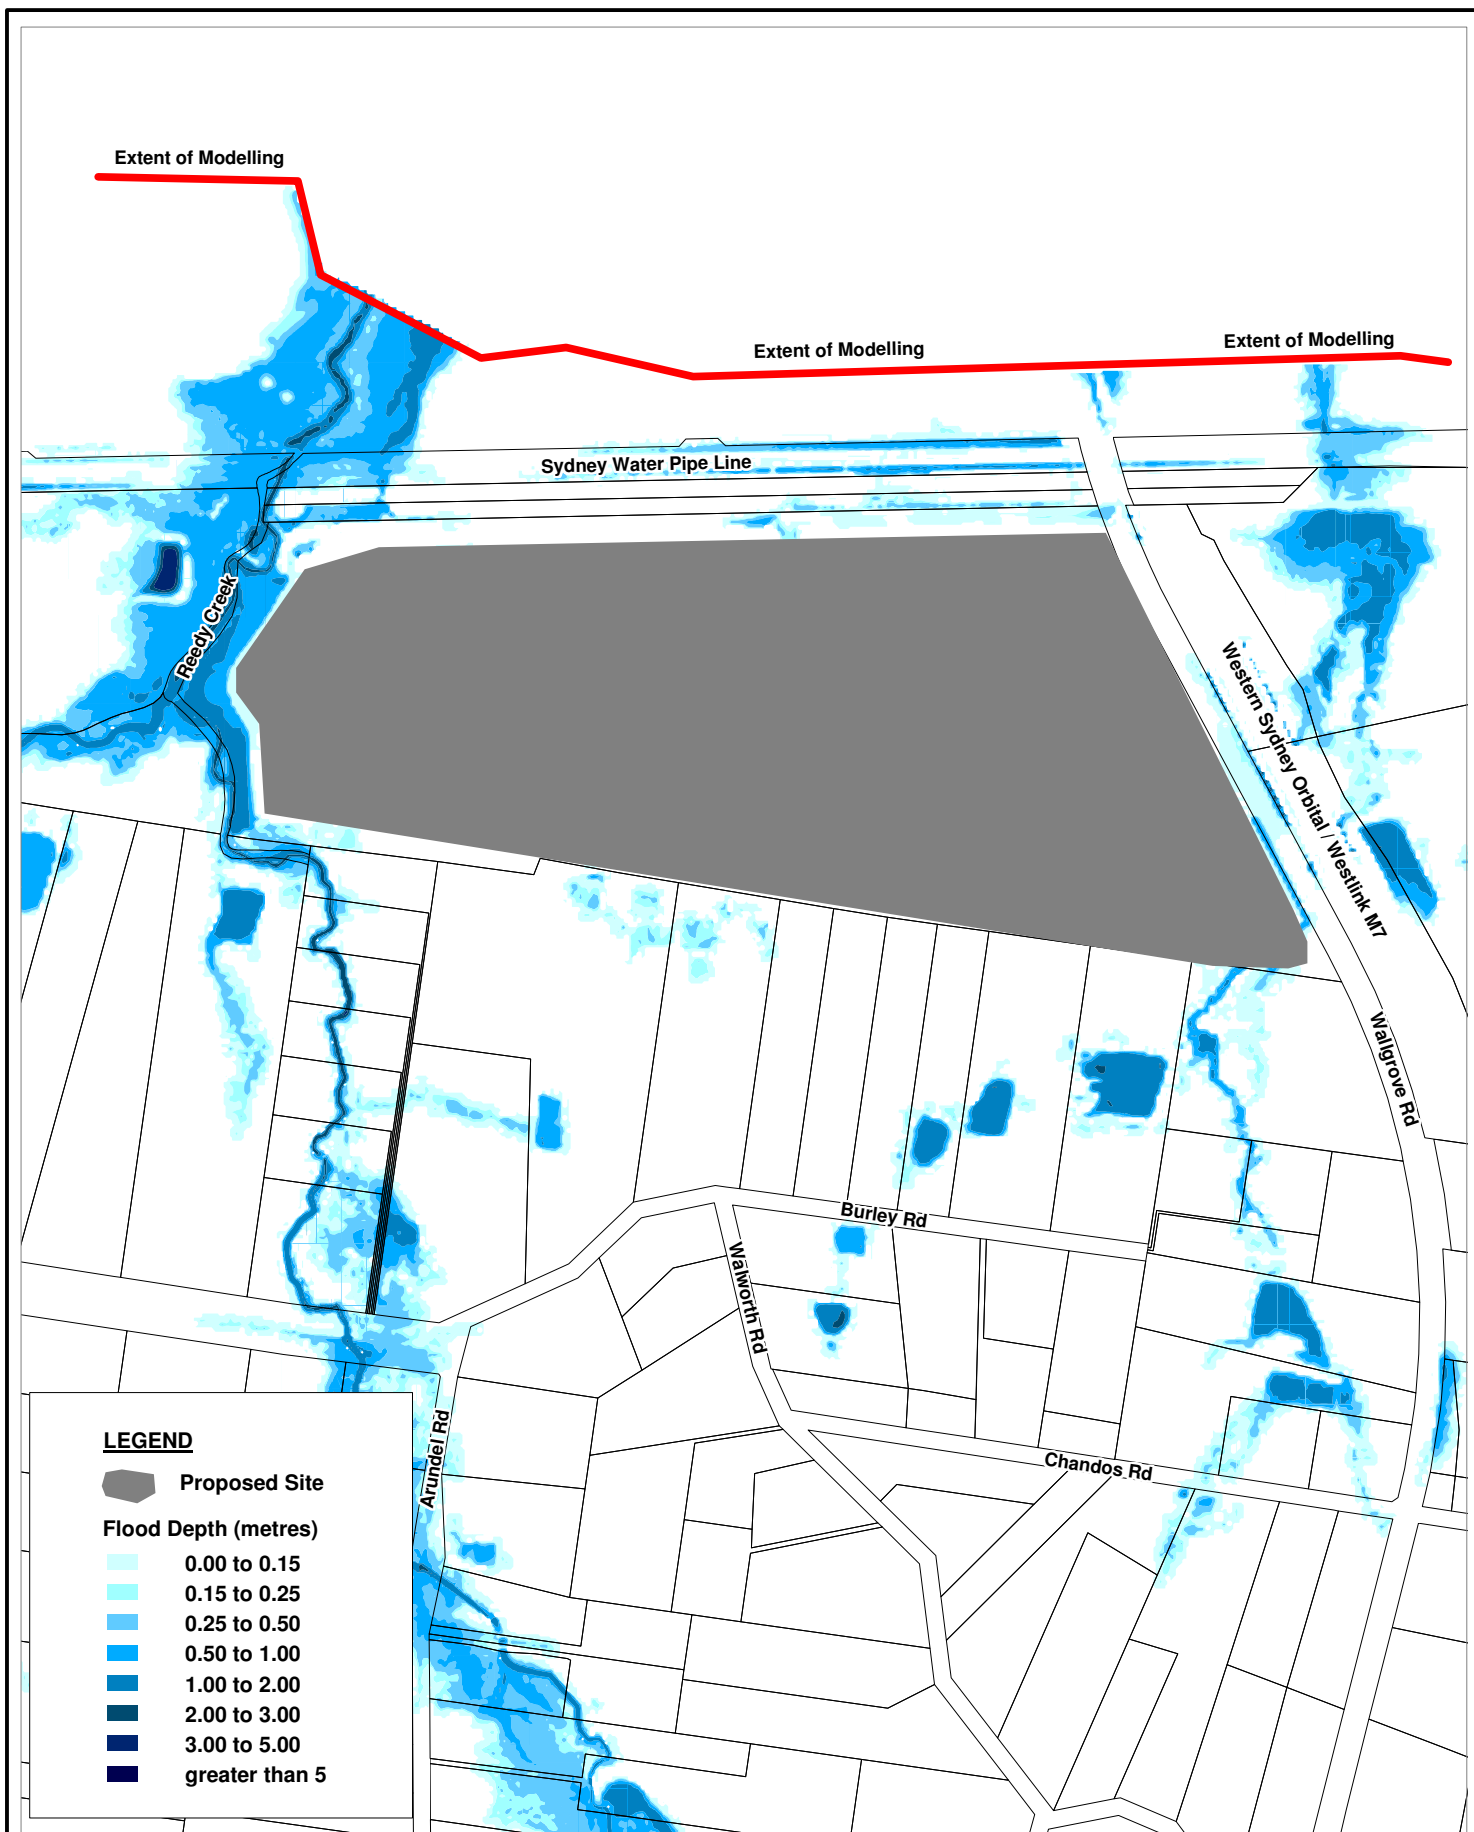 Extent of Modelling
Extent of Modelling
Extent of Modelling
Sydney Water Pipe Line
Reedy Creek
Western Sydney Orbital / Westlink M7
Wallgrove Rd
Burley Rd
Walworth Rd
Arundel Rd
Chandos Rd
LEGEND
Proposed Site
Flood Depth (metres)
0.00 to 0.15
0.15 to 0.25
0.25 to 0.50
0.50 to 1.00
1.00 to 2.00
2.00 to 3.00
3.00 to 5.00
greater than 5